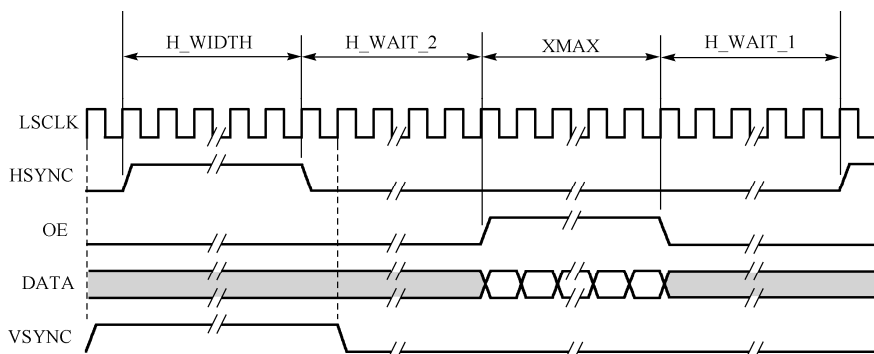 H_WIDTH H_WAIT_2 XMAX H_WAIT_1
LSCLK
HSYNC
OE
DATA
VSYNC